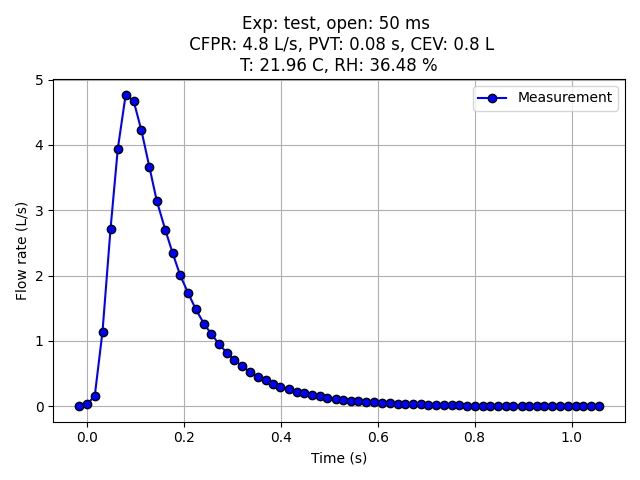 Exp: test, open: 50 ms
CFPR: 4.8 L/s, PVT: 0.08 s, CEV: 0.8 L
T: 21.96 C, RH: 36.48 %
Measurement
Flow rate (L/s)
5
4
3
2
1
0
0.0 0.2 0.4 0.6 0.8 1.0
Time (s)